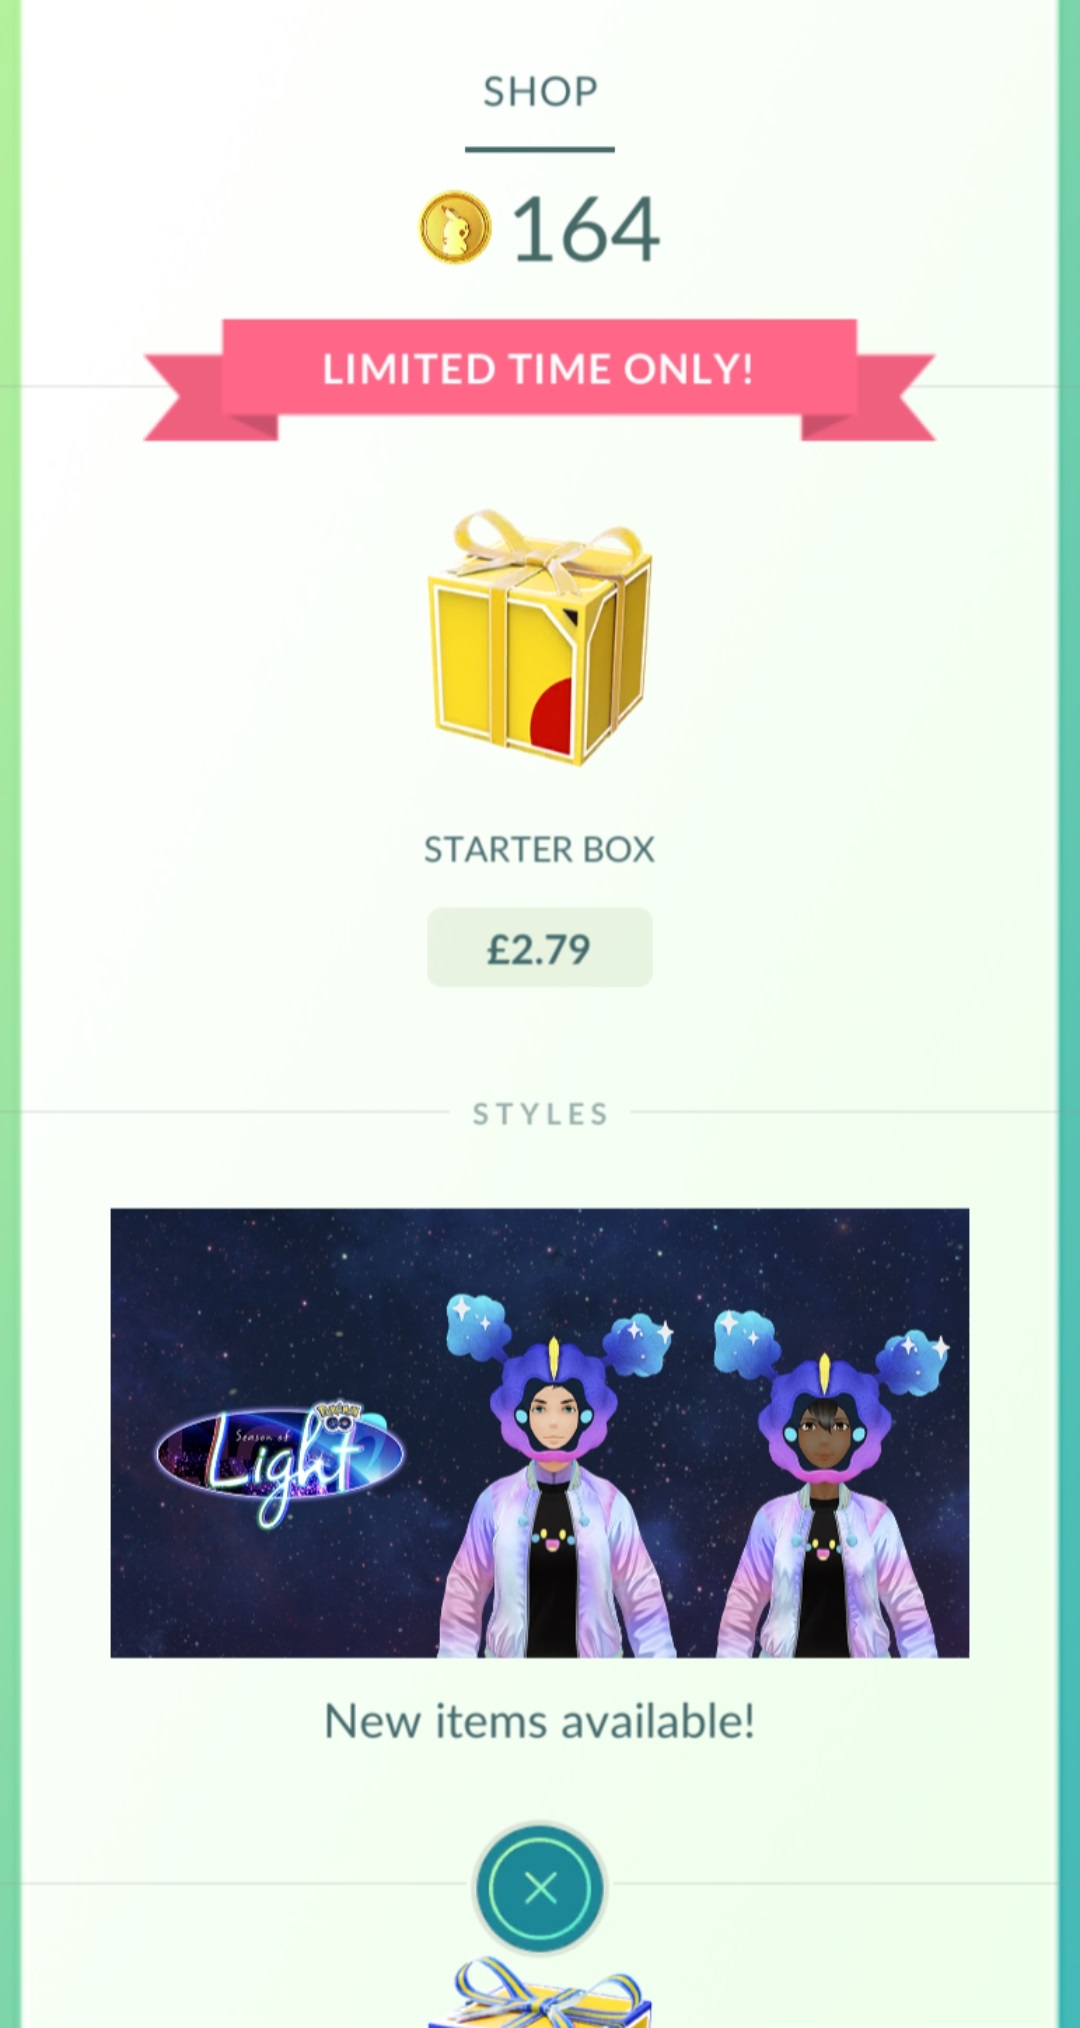 SHOP
164
LIMITED TIME ONLY!
STARTER BOX
£2.79
STYLES
Pokémon
GO
Season of
Light
New items available!